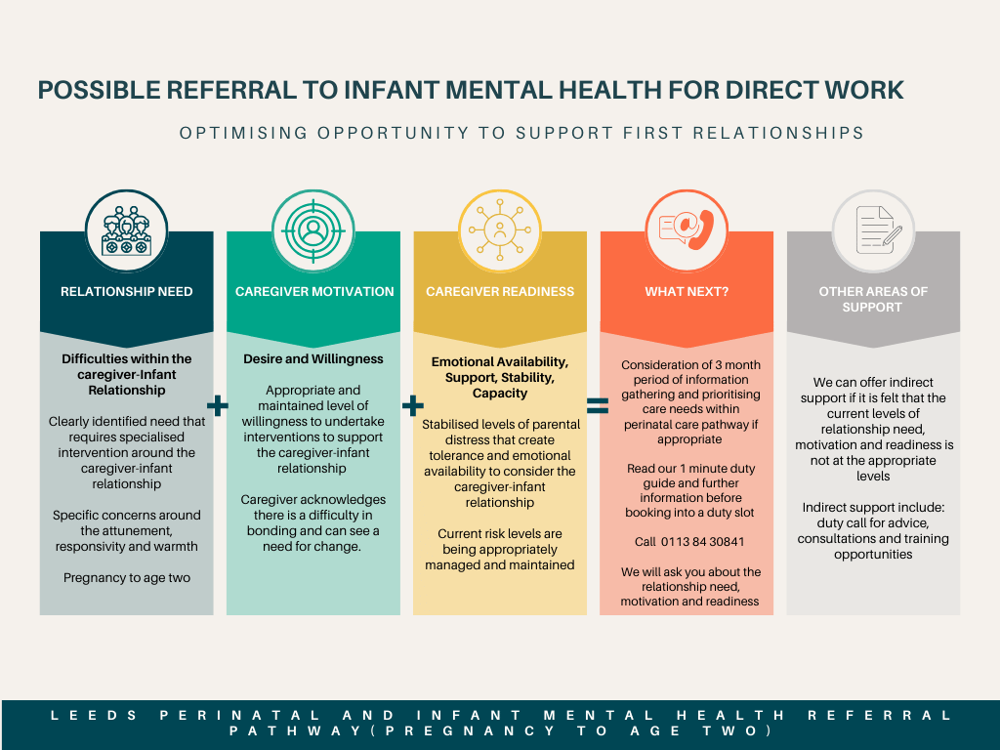 POSSIBLE REFERRAL TO INFANT MENTAL HEALTH FOR DIRECT WORK
OPTIMISING OPPORTUNITY TO SUPPORT FIRST RELATIONSHIPS
RELATIONSHIP NEED
Difficulties within the
caregiver-Infant
Relationship
Clearly identified need that
requires specialised
intervention around the
caregiver-infant
relationship
Specific concerns around
the attunement,
responsivity and warmth
Pregnancy to age two
+
CAREGIVER MOTIVATION
Desire and Willingness
Appropriate and
maintained level of
willingness to undertake
interventions to support
the caregiver-infant
relationship
Caregiver acknowledges
there is a difficulty in
bonding and can see a
need for change.
+
CAREGIVER READINESS
Emotional Availability,
Support, Stability,
Capacity
Stabilised levels of parental
distress that create
tolerance and emotional
availability to consider the
caregiver-infant
relationship
Current risk levels are
being appropriately
managed and maintained
=
WHAT NEXT?
Consideration of 3 month
period of information
gathering and prioritising
care needs within
perinatal care pathway if
appropriate
Read our 1 minute duty
guide and further
information before
booking into a duty slot
Call 0113 84 30841
We will ask you about the
relationship need,
motivation and readiness
OTHER AREAS OF
SUPPORT
We can offer indirect
support if it is felt that the
current levels of
relationship need,
motivation and readiness is
not at the appropriate
levels
Indirect support include:
duty call for advice,
consultations and training
opportunities
LEEDS PERINATAL AND INFANT MENTAL HEALTH REFERRAL
PATHWAY(PREGNANCY TO AGE TWO)